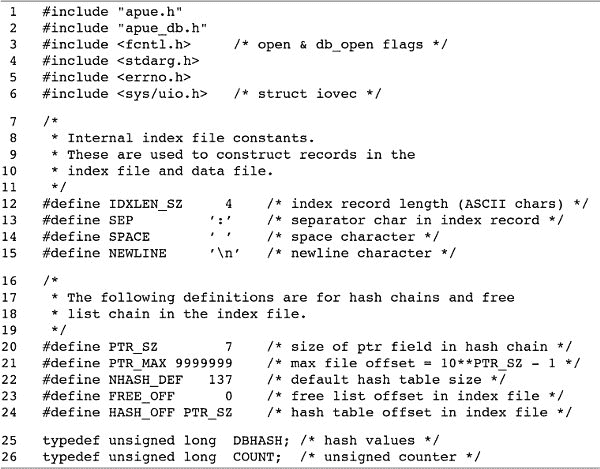 1 #include "apue.h"
2 #include "apue_db.h"
3 #include <fcntl.h> /* open & db_open flags */
4 #include <stdarg.h>
5 #include <errno.h>
6 #include <sys/uio.h> /* struct iovec */
7 /*
8 * Internal index file constants.
9 * These are used to construct records in the
10 * index file and data file.
11 */
12 #define IDXLEN_SZ 4 /* index record length (ASCII chars) */
13 #define SEP ':' /* separator char in index record */
14 #define SPACE ' ' /* space character */
15 #define NEWLINE '\n' /* newline character */
16 /*
17 * The following definitions are for hash chains and free
18 * list chain in the index file.
19 */
20 #define PTR_SZ 7 /* size of ptr field in hash chain */
21 #define PTR_MAX 9999999 /* max file offset = 10**PTR_SZ - 1 */
22 #define NHASH_DEF 137 /* default hash table size */
23 #define FREE_OFF 0 /* free list offset in index file */
24 #define HASH_OFF PTR_SZ /* hash table offset in index file */
25 typedef unsigned long DBHASH; /* hash values */
26 typedef unsigned long COUNT; /* unsigned counter */